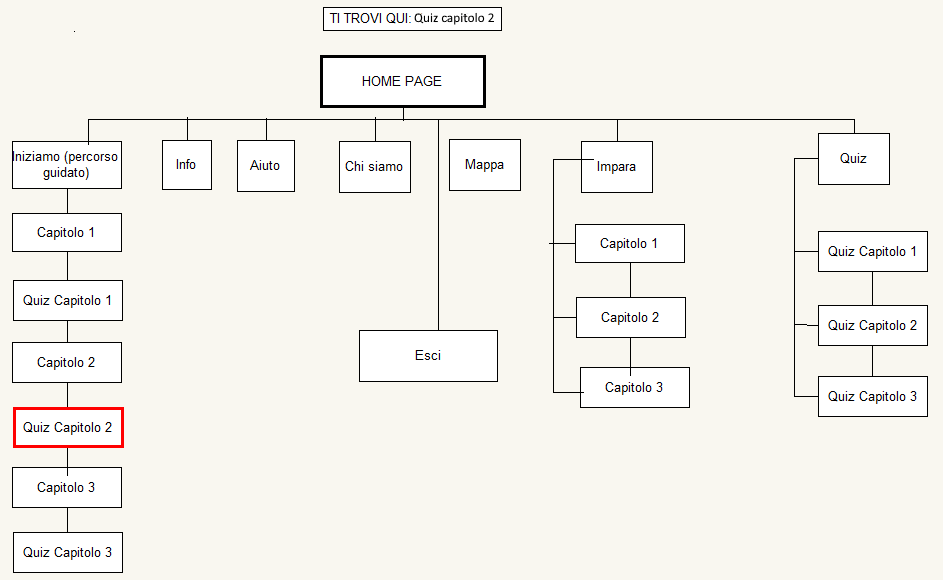 TI TROVI QUI: Quiz capitolo 2
HOME PAGE
Iniziamo (percorso
guidato)
Info
Aiuto
Chi siamo
Mappa
Impara
Quiz
Capitolo 1
Quiz Capitolo 1
Capitolo 2
Quiz Capitolo 2
Capitolo 3
Quiz Capitolo 3
Esci
Capitolo 1
Capitolo 2
Capitolo 3
Quiz Capitolo 1
Quiz Capitolo 2
Quiz Capitolo 3